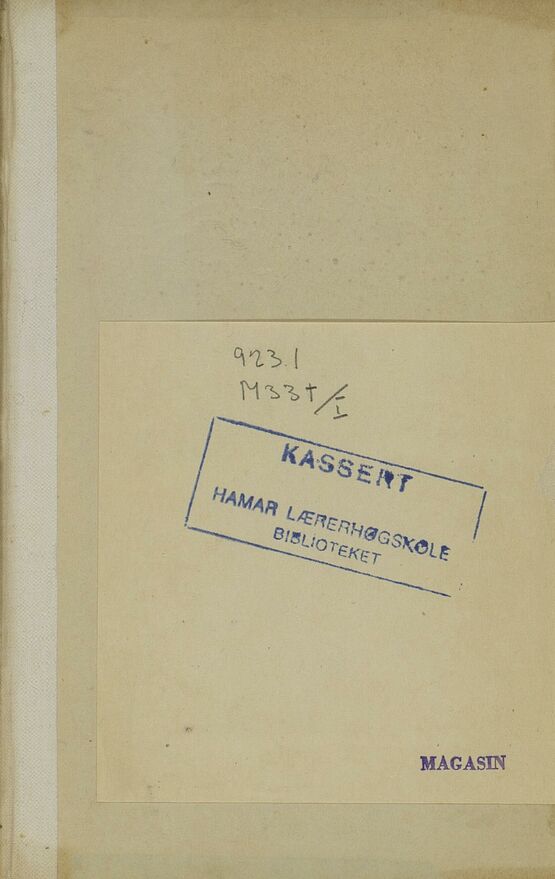 923.1
M33t/I
KASSERT
HAMAR LÆRERHØGSKOLE
BIBLIOTEKET
MAGASIN